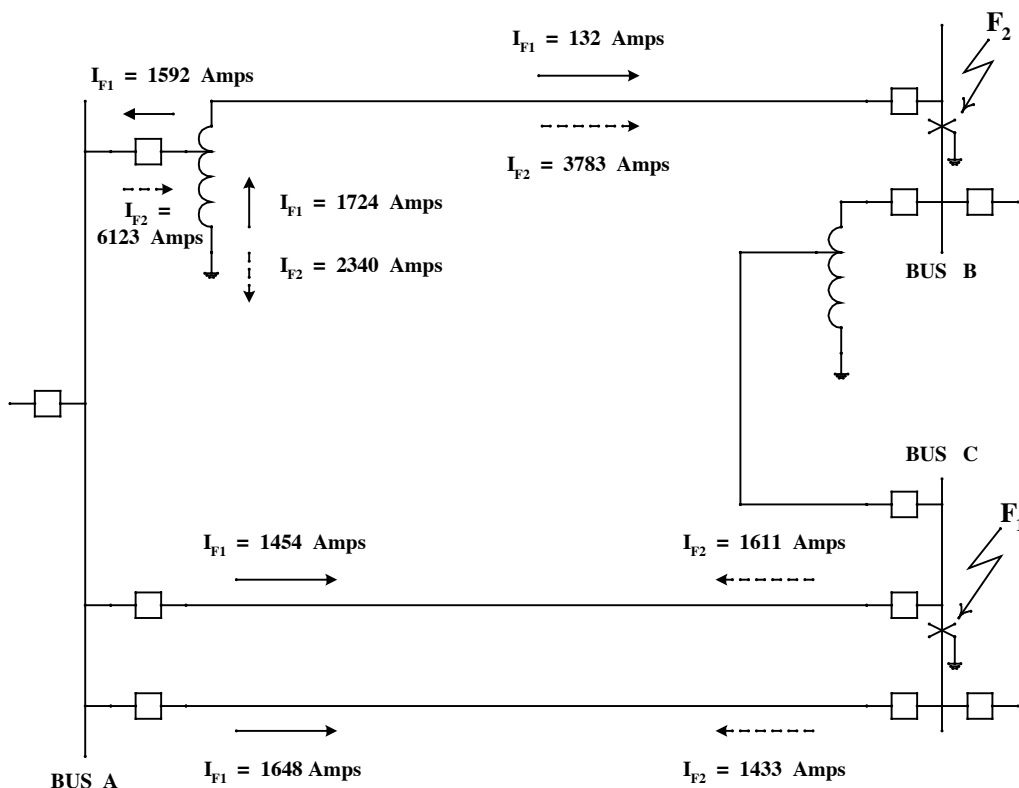 I_F1 = 132 Amps
F_2
I_F1 = 1592 Amps
I_F2 = 3783 Amps
I_F2 =
6123 Amps
I_F1 = 1724 Amps
I_F2 = 2340 Amps
BUS B
BUS C
F_1
I_F1 = 1454 Amps
I_F2 = 1611 Amps
I_F1 = 1648 Amps
I_F2 = 1433 Amps
BUS A